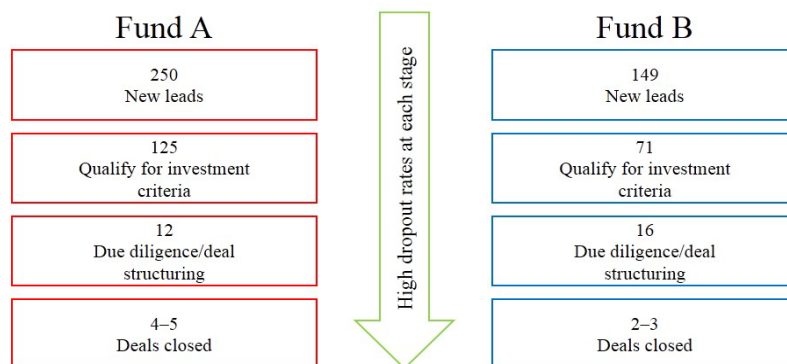 Fund A
250
New leads
125
Qualify for investment
criteria
12
Due diligence/deal
structuring
4–5
Deals closed
High dropout rates at each stage
Fund B
149
New leads
71
Qualify for investment
criteria
16
Due diligence/deal
structuring
2–3
Deals closed